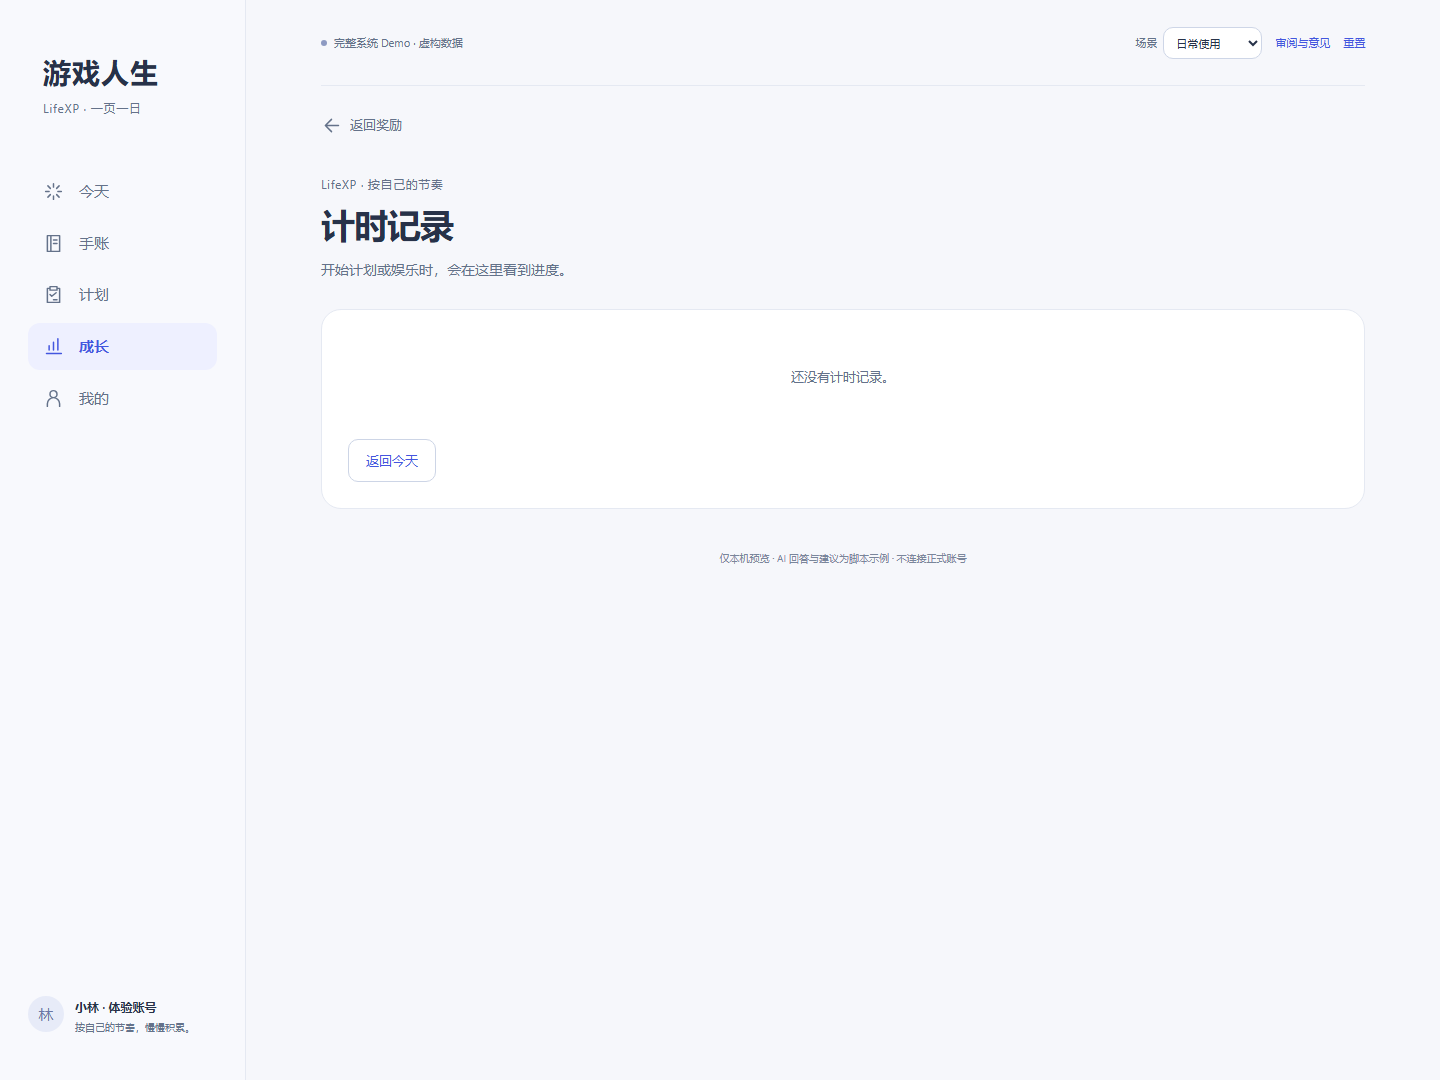 游戏人生
LifeXP · 一页一日
今天
手账
计划
成长
我的
林
小林 · 体验账号
按自己的节奏，慢慢积累。
完整系统 Demo · 虚构数据
场景
日常使用
审阅与意见
重置
返回奖励
LifeXP · 按自己的节奏
计时记录
开始计划或娱乐时，会在这里看到进度。
还没有计时记录。
返回今天
仅本机预览 · AI 回答与建议为脚本示例 · 不连接正式账号